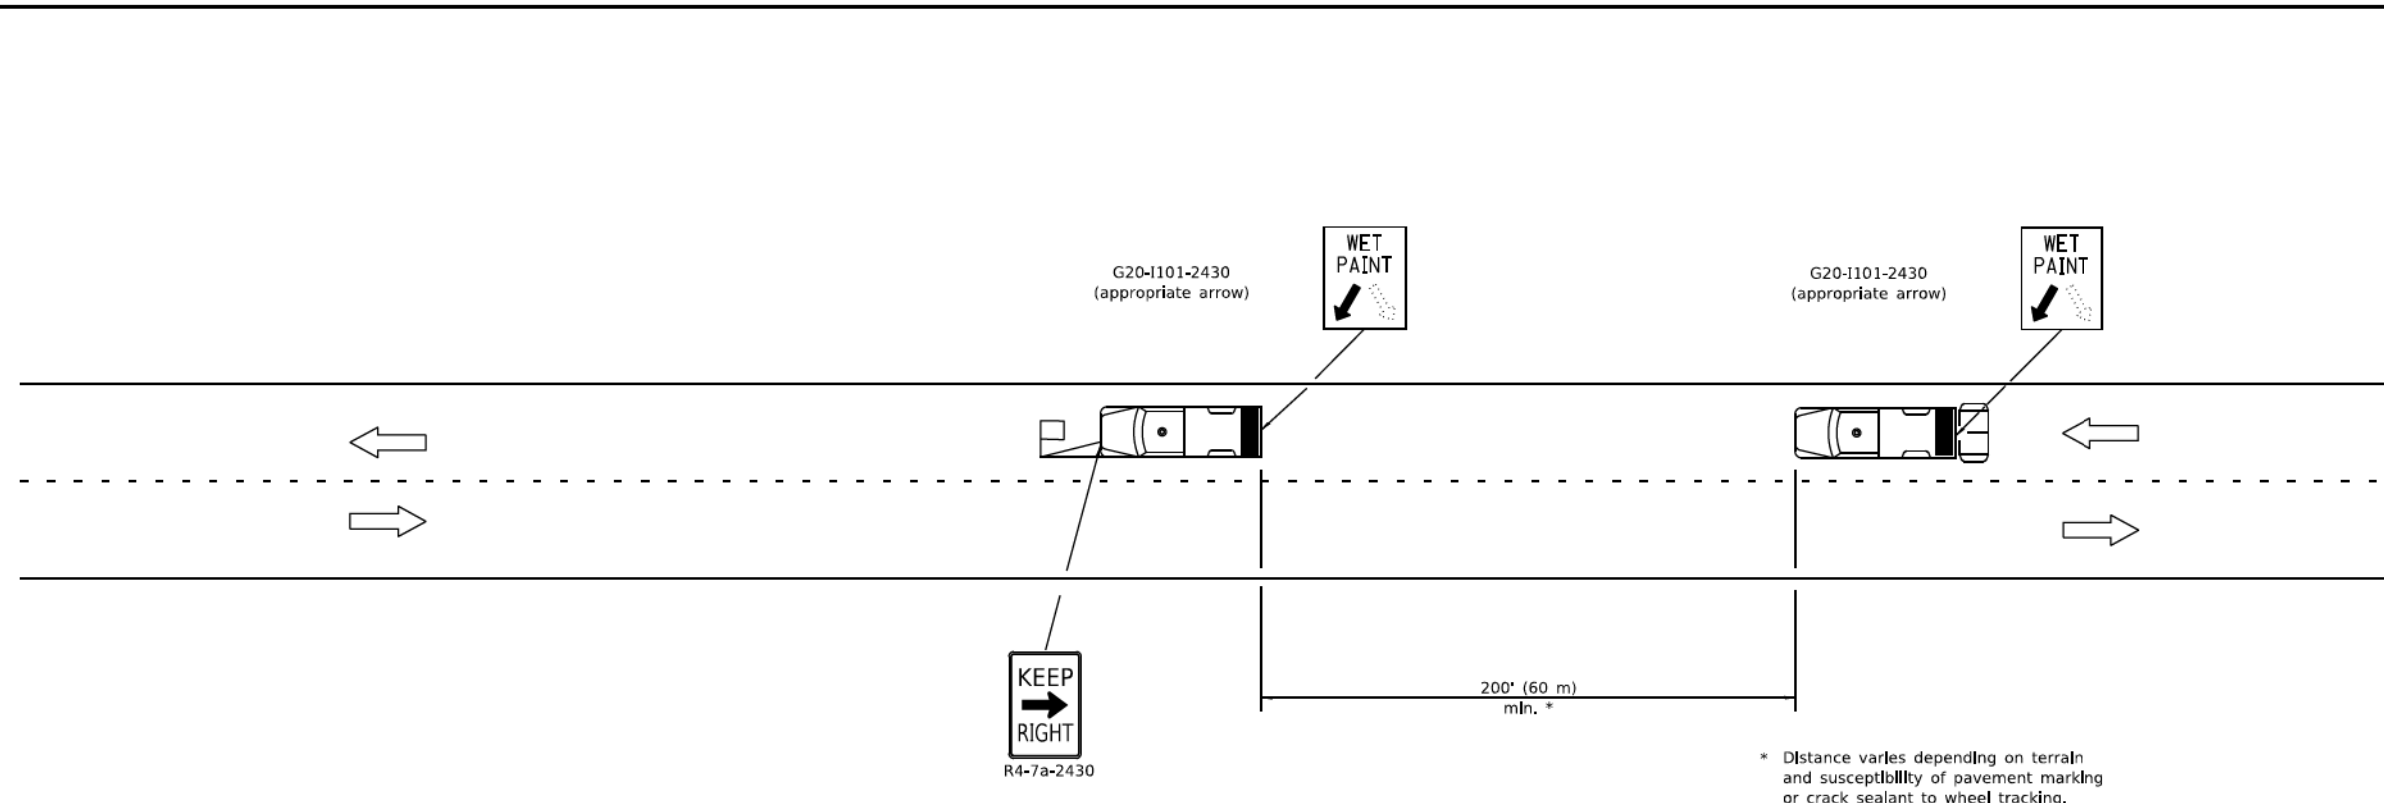 WET
PAINT
G20-I101-2430
(appropriate arrow)
WET
PAINT
G20-I101-2430
(appropriate arrow)
KEEP
RIGHT
R4-7a-2430
200' (60 m)
min. *
* Distance varies depending on terrain
and susceptibility of pavement marking
or crack sealant to wheel tracking.